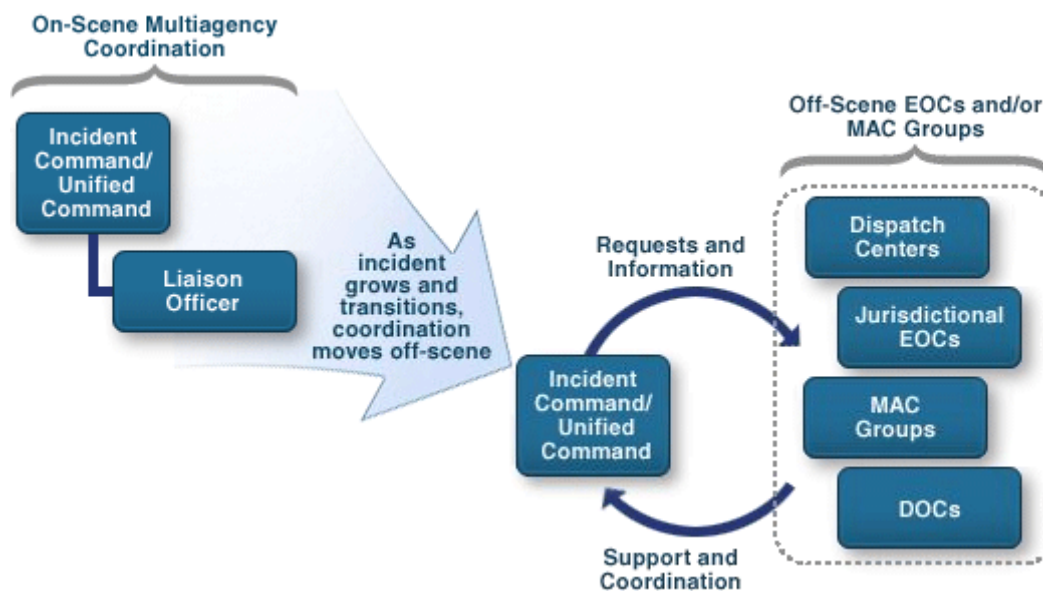 On-Scene Multiagency
Coordination
Incident
Command/
Unified
Command
Liaison
Officer
As
incident
grows and
transitions,
coordination
moves off-scene
Incident
Command/
Unified
Command
Requests and
Information
Support and
Coordination
Off-Scene EOCs and/or
MAC Groups
Dispatch
Centers
Jurisdictional
EOCs
MAC
Groups
DOCs